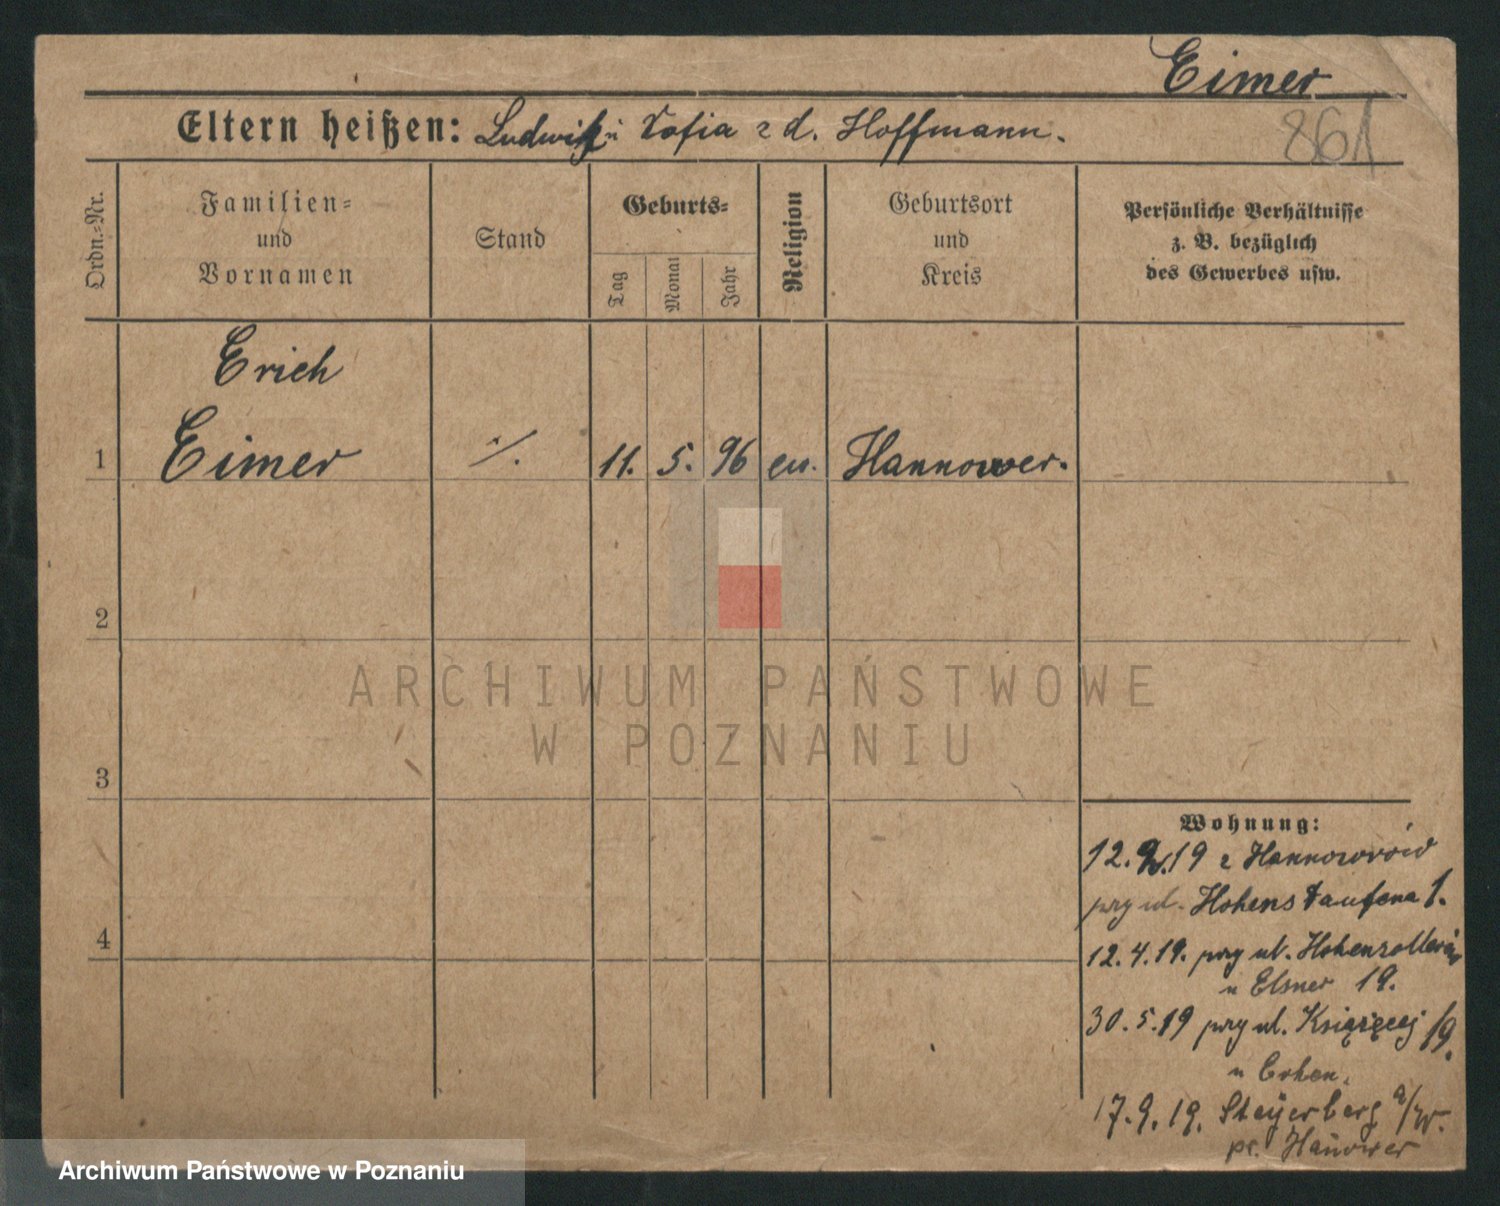 Eimer
Eltern heißen: Ludwik i Zofia z d. Hoffmann.
861
Ordn.-Nr.
Familien-
und
Vornamen
Stand
Geburts-
Tag
Monat
Jahr
Religion
Geburtsort
und
Kreis
Persönliche Verhältnisse
z. B. bezüglich
des Gewerbes usw.
Erich
1 Eimer ./. 11. 5. 96 ew. Hannower.
2
3
4
ARCHIWUM PAŃSTWOWE
W POZNANIU
Wohnung:
12. 19 z Hannowrów
przy ul. Hohenstaufena 1.
12.4.19. przy ul.
u Elsner 19.
30.5.19 przy ul. Książęcej 19.
u
17.9.19. Steyerberg a/W.
pr. Hanower
Archiwum Państwowe w Poznaniu